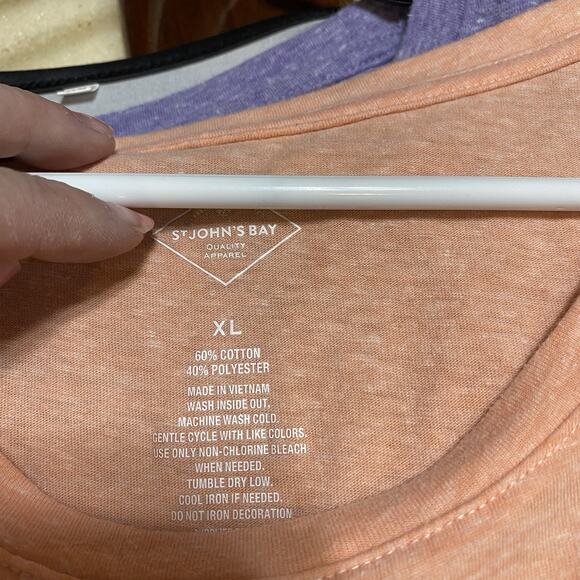 ST JOHN'S BAY
QUALITY
APPAREL
XL
60% COTTON
40% POLYESTER
MADE IN VIETNAM
WASH INSIDE OUT.
MACHINE WASH COLD.
GENTLE CYCLE WITH LIKE COLORS.
USE ONLY NON-CHLORINE BLEACH
WHEN NEEDED.
TUMBLE DRY LOW.
COOL IRON IF NEEDED.
DO NOT IRON DECORATION